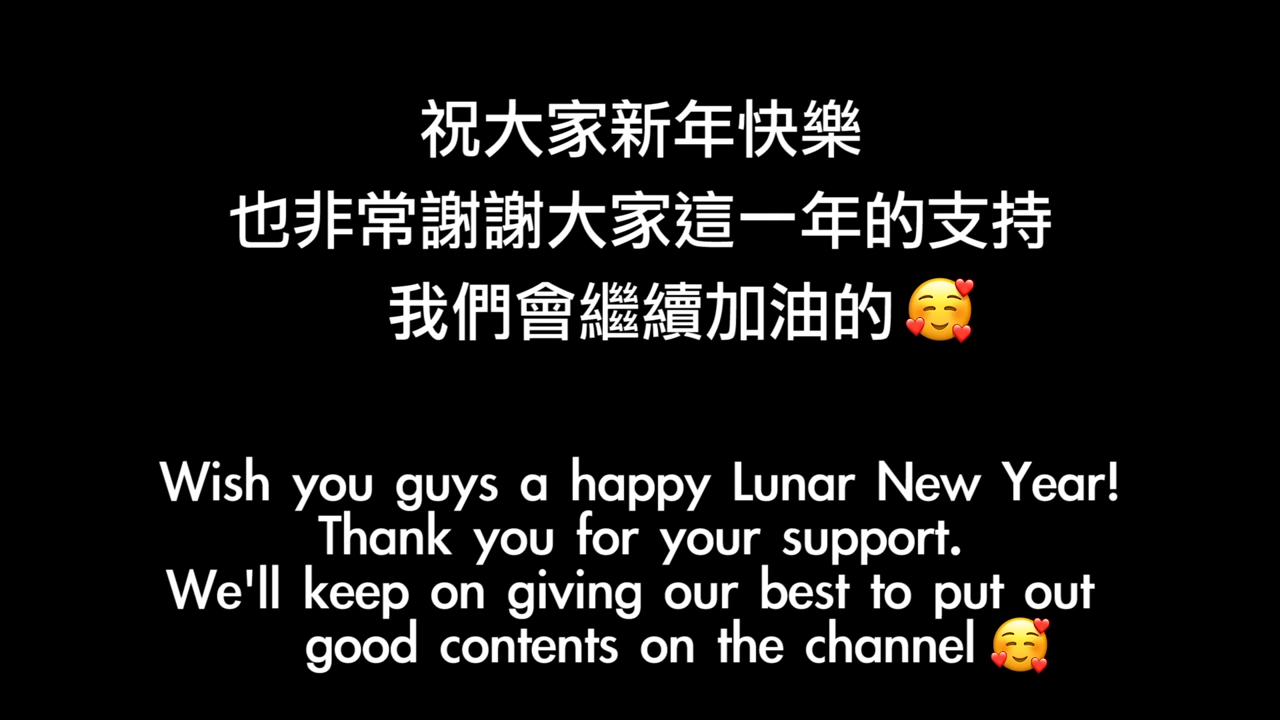 祝大家新年快樂
也非常謝謝大家這一年的支持
我們會繼續加油的🥰
Wish you guys a happy Lunar New Year!
Thank you for your support.
We'll keep on giving our best to put out
good contents on the channel🥰